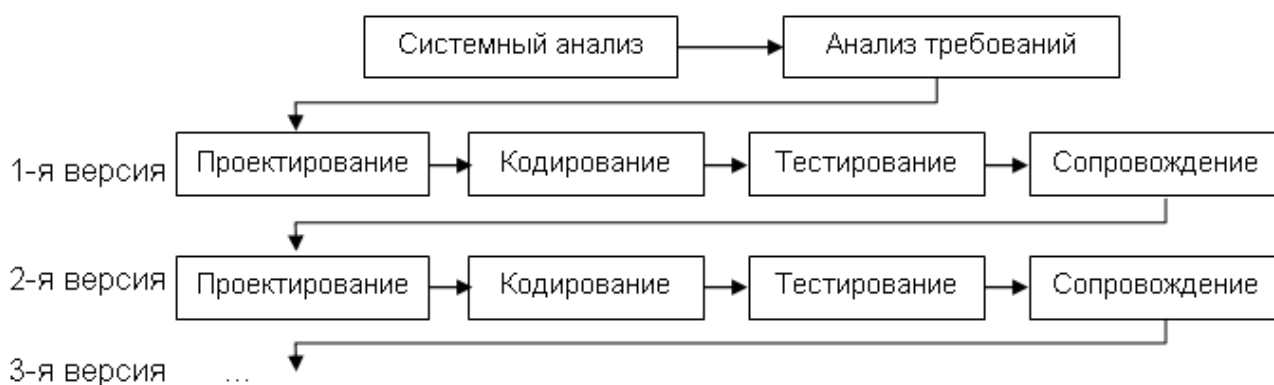 Системный анализ Анализ требований
1-я версия Проектирование Кодирование Тестирование Сопровождение
2-я версия Проектирование Кодирование Тестирование Сопровождение
3-я версия ...